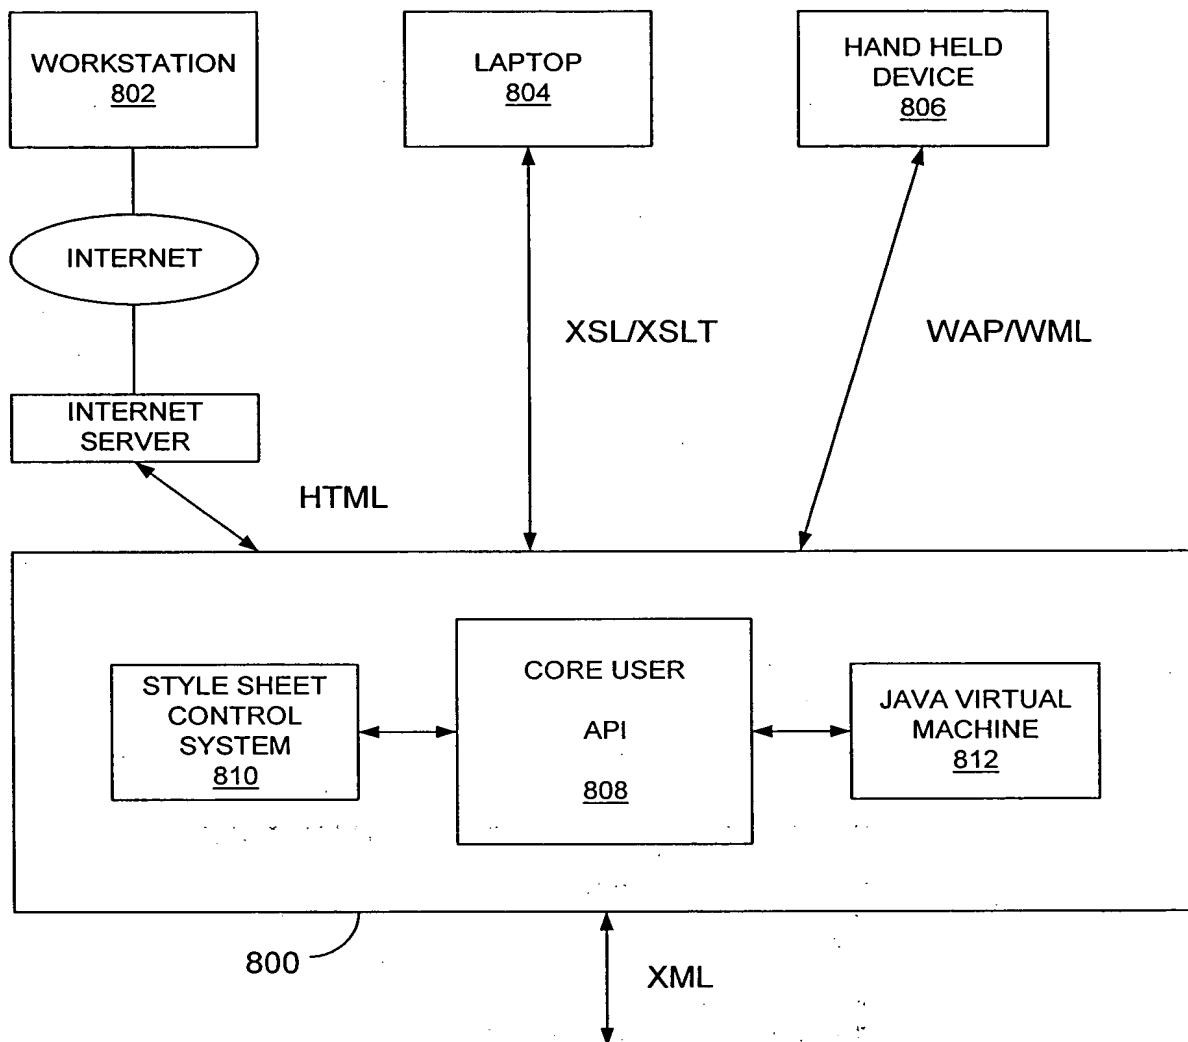 WORKSTATION
802
LAPTOP
804
HAND HELD
DEVICE
806
INTERNET
XSL/XSLT
WAP/WML
INTERNET
SERVER
HTML
STYLE SHEET
CONTROL
SYSTEM
810
CORE USER
API
808
JAVA VIRTUAL
MACHINE
812
800
XML